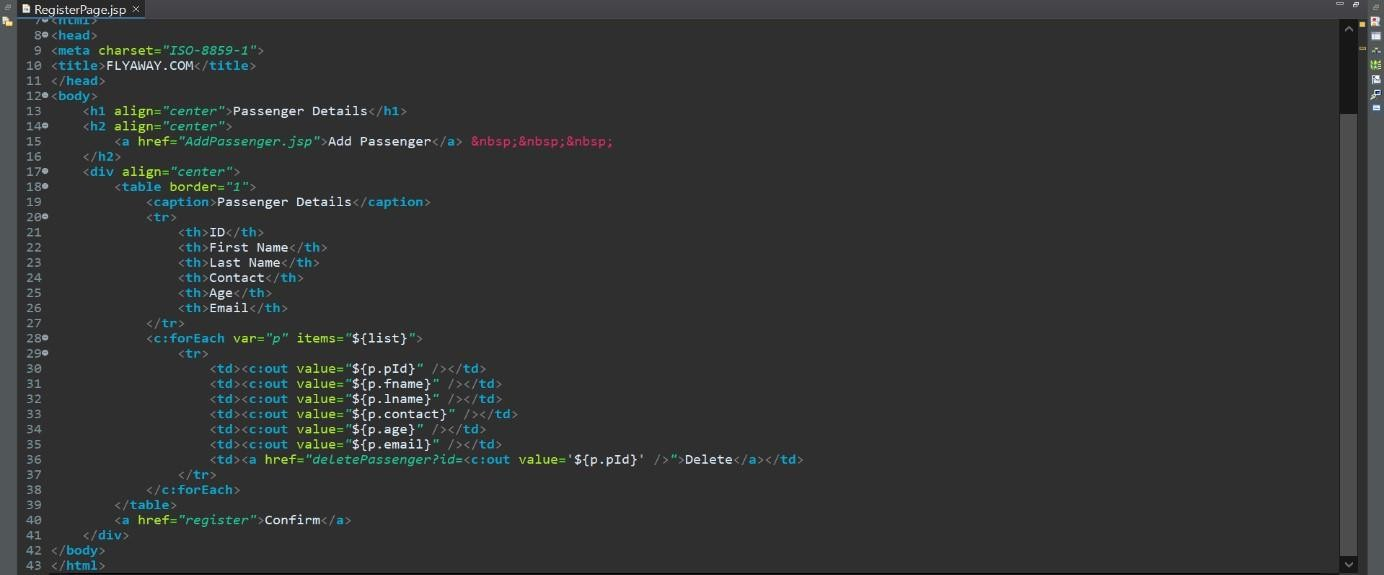 RegisterPage.jsp
7 <html>
8 <head>
9 <meta charset="ISO-8859-1">
10 <title>FLYAWAY.COM</title>
11 </head>
12 <body>
13     <h1 align="center">Passenger Details</h1>
14     <h2 align="center">
15         <a href="AddPassenger.jsp">Add Passenger</a> &nbsp;&nbsp;&nbsp;
16     </h2>
17     <div align="center">
18         <table border="1">
19             <caption>Passenger Details</caption>
20             <tr>
21                 <th>ID</th>
22                 <th>First Name</th>
23                 <th>Last Name</th>
24                 <th>Contact</th>
25                 <th>Age</th>
26                 <th>Email</th>
27             </tr>
28             <c:forEach var="p" items="${list}">
29                 <tr>
30                     <td><c:out value="${p.pId}" /></td>
31                     <td><c:out value="${p.fname}" /></td>
32                     <td><c:out value="${p.lname}" /></td>
33                     <td><c:out value="${p.contact}" /></td>
34                     <td><c:out value="${p.age}" /></td>
35                     <td><c:out value="${p.email}" /></td>
36                     <td><a href="deletePassenger?id=<c:out value='${p.pId}' />">Delete</a></td>
37                 </tr>
38             </c:forEach>
39         </table>
40         <a href="register">Confirm</a>
41     </div>
42 </body>
43 </html>